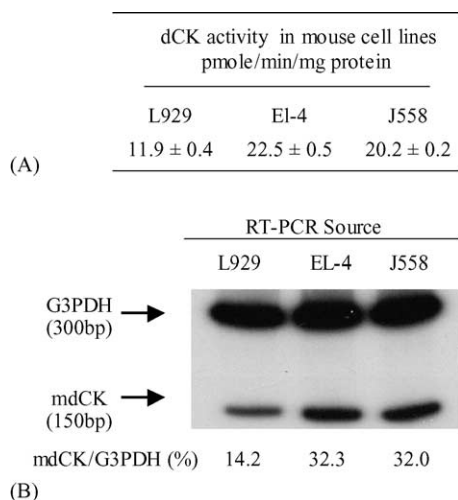 dCK activity in mouse cell lines
pmole/min/mg protein
L929 El-4 J558
11.9 ± 0.4 22.5 ± 0.5 20.2 ± 0.2
(A)
RT-PCR Source
L929 EL-4 J558
G3PDH
(300bp)
mdCK
(150bp)
mdCK/G3PDH (%) 14.2 32.3 32.0
(B)